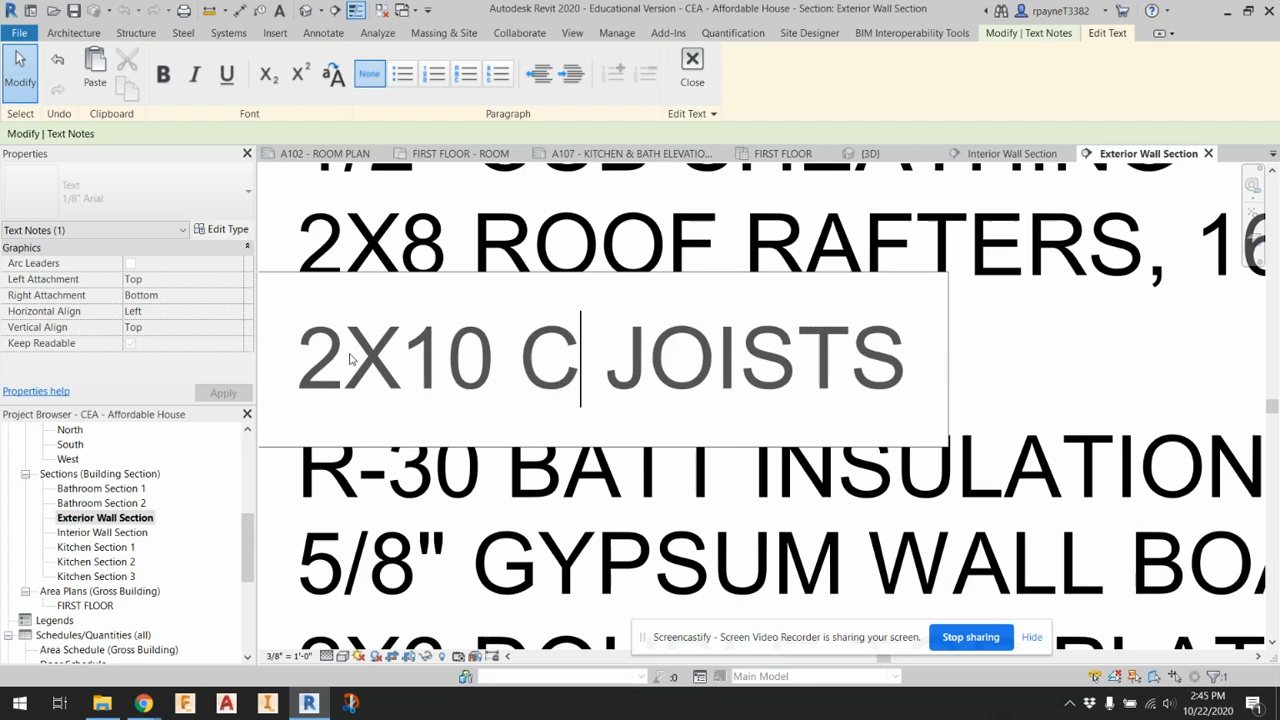 Autodesk Revit 2020 - Educational Version - CEA - Affordable House - Section: Exterior Wall Section
rpayneT3382
File Architecture Structure Steel Systems Insert Annotate Analyze Massing & Site Collaborate View Manage Add-Ins Quantification Site Designer BIM Interoperability Tools Modify | Text Notes Edit Text
Modify Paste B I U X2 X2 aA None Close
Select Undo Clipboard Font Paragraph Edit Text
Modify | Text Notes
Properties
A102 - ROOM PLAN FIRST FLOOR - ROOM A107 - KITCHEN & BATH ELEVATIO... FIRST FLOOR {3D} Interior Wall Section Exterior Wall Section
Text
1/8" Arial
Text Notes (1) Edit Type
Graphics
Arc Leaders
Left Attachment Top
Right Attachment Bottom
Horizontal Align Left
Vertical Align Top
Keep Readable
Properties help Apply
Project Browser - CEA - Affordable House
North
South
West
Sections (Building Section)
Bathroom Section 1
Bathroom Section 2
Exterior Wall Section
Interior Wall Section
Kitchen Section 1
Kitchen Section 2
Kitchen Section 3
Area Plans (Gross Building)
FIRST FLOOR
Legends
Schedules/Quantities (all)
Area Schedule (Gross Building)
2X8 ROOF RAFTERS, 16
2X10 C JOISTS
R-30 BATT INSULATION
5/8" GYPSUM WALL BOA
Screencastify - Screen Video Recorder is sharing your screen. Stop sharing Hide
3/8" = 1'-0"
:0 Main Model :1
2:45 PM
10/22/2020